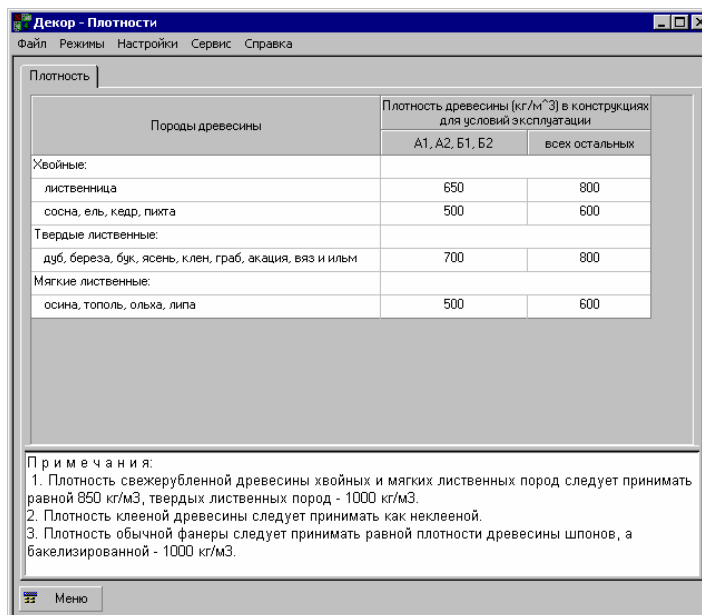 Декор - Плотности
Файл Режимы Настройки Сервис Справка
Плотность
Породы древесины
Плотность древесины (кг/м^3) в конструкциях
для условий эксплуатации
А1, А2, Б1, Б2 всех остальных
Хвойные:
лиственница 650 800
сосна, ель, кедр, пихта 500 600
Твердые лиственные:
дуб, береза, бук, ясень, клен, граб, акация, вяз и ильм 700 800
Мягкие лиственные:
осина, тополь, ольха, липа 500 600
П р и м е ч а н и я:
1. Плотность свежерубленной древесины хвойных и мягких лиственных пород следует принимать
равной 850 кг/м3, твердых лиственных пород - 1000 кг/м3.
2. Плотность клееной древесины следует принимать как неклееной.
3. Плотность обычной фанеры следует принимать равной плотности древесины шпонов, а
бакелизированной - 1000 кг/м3.
Меню